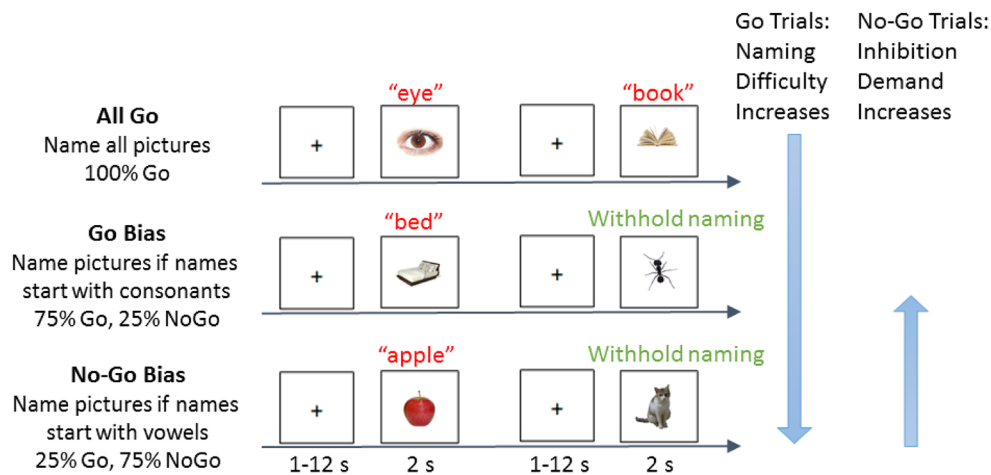 Go Trials:
Naming
Difficulty
Increases
No-Go Trials:
Inhibition
Demand
Increases
All Go
Name all pictures
100% Go
+
"eye"
+
"book"
Go Bias
Name pictures if names
start with consonants
75% Go, 25% NoGo
+
"bed"
+
Withhold naming
No-Go Bias
Name pictures if names
start with vowels
25% Go, 75% NoGo
+
"apple"
+
Withhold naming
1-12 s
2 s
1-12 s
2 s